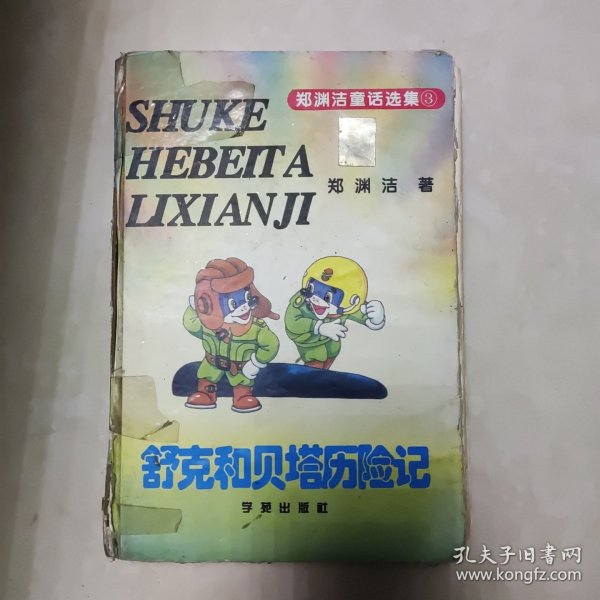 郑渊洁童话选集③
SHUKE
HEBEITA
LIXIANJI
郑渊洁 著
舒克和贝塔历险记
学苑出版社
孔夫子旧书网
www.kongfz.com